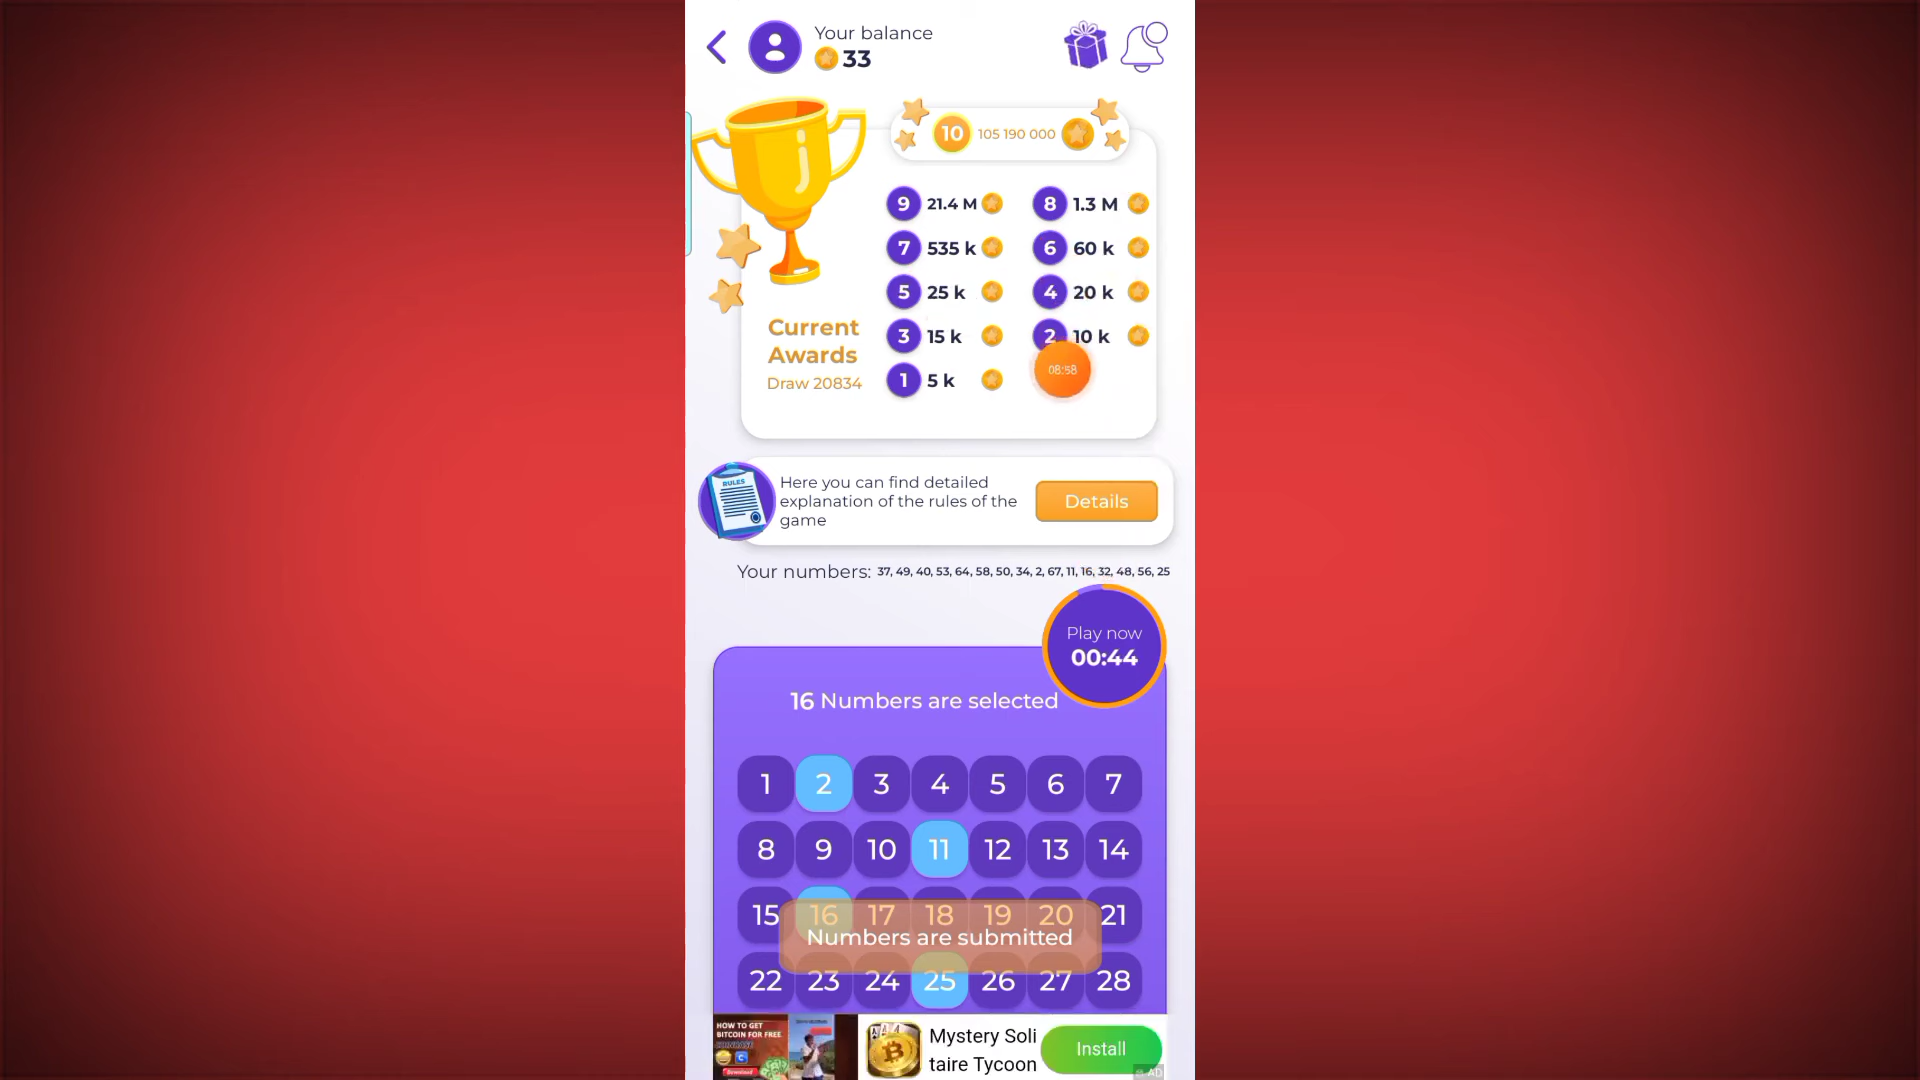 Your balance
33
10 105 190 000
9 21.4 M 8 1.3 M
7 535 k 6 60 k
5 25 k 4 20 k
3 15 k 2 10 k
1 5 k 08:58
Current
Awards
Draw 20834
RULES
Here you can find detailed
explanation of the rules of the
game
Details
Your numbers: 37, 49, 40, 53, 64, 58, 50, 34, 2, 67, 11, 16, 32, 48, 56, 25
Play now
00:44
16 Numbers are selected
1 2 3 4 5 6 7
8 9 10 11 12 13 14
15 16 17 18 19 20 21
Numbers are submitted
22 23 24 25 26 27 28
HOW TO GET
BITCOIN FOR FREE
COINBASE
Download
Mystery Soli
taire Tycoon
Install
AD